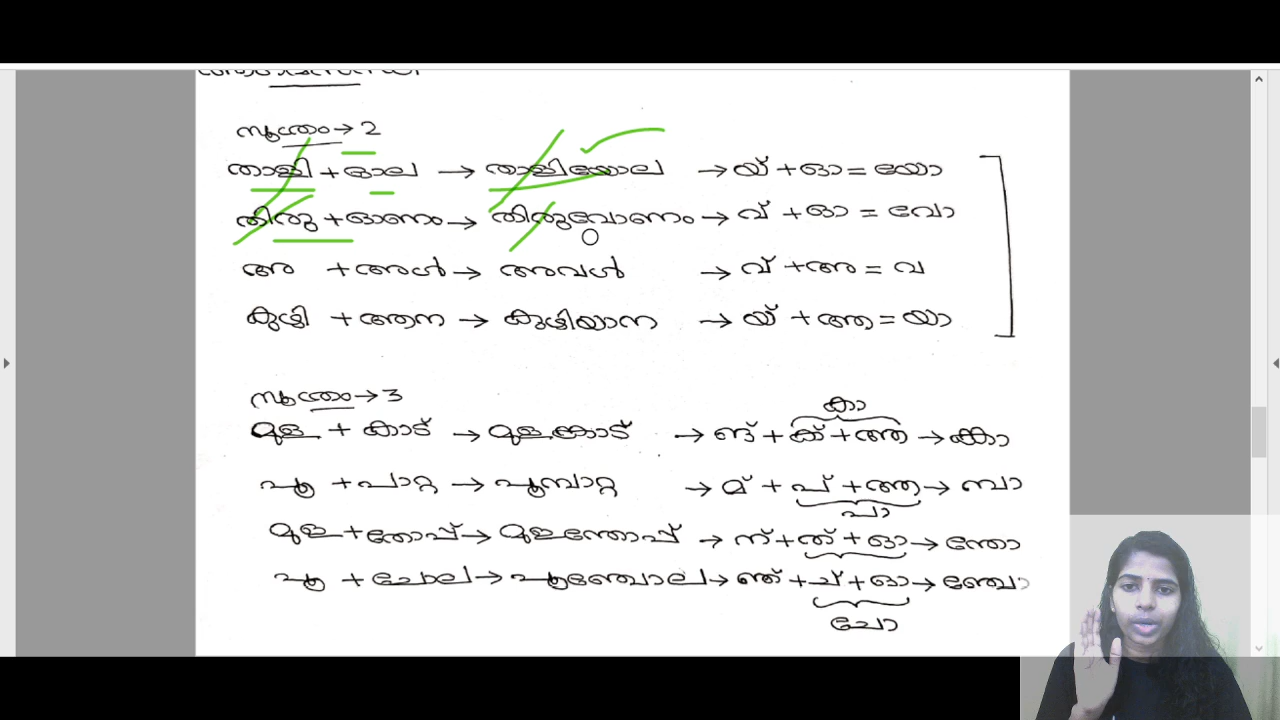 സൂത്രം → 2
താളി + ഓല → താളിയോല → യ് + ഓ = യോ
തിരു + ഓണം → തിരുവോണം → വ് + ഓ = വോ
അ + അൾ → അവൾ → വ് + അ = വ
കുട്ടി + ആന → കുട്ടിയാന → യ് + ആ = യാ
സൂത്രം → 3
കാ
മുള + കാട് → മുളങ്കാട് → ങ് + ക് + ആ → ങ്കാ
പൂ + പാറ്റ → പൂമ്പാറ്റ → മ് + പ് + ആ → മ്പാ
പാ
മുള + തോപ്പ് → മുളന്തോപ്പ് → ന് + ത് + ഓ → ന്തോ
പൂ + ചോല → പൂഞ്ചോല → ഞ് + ച് + ഓ → ഞ്ചോ
ചോ